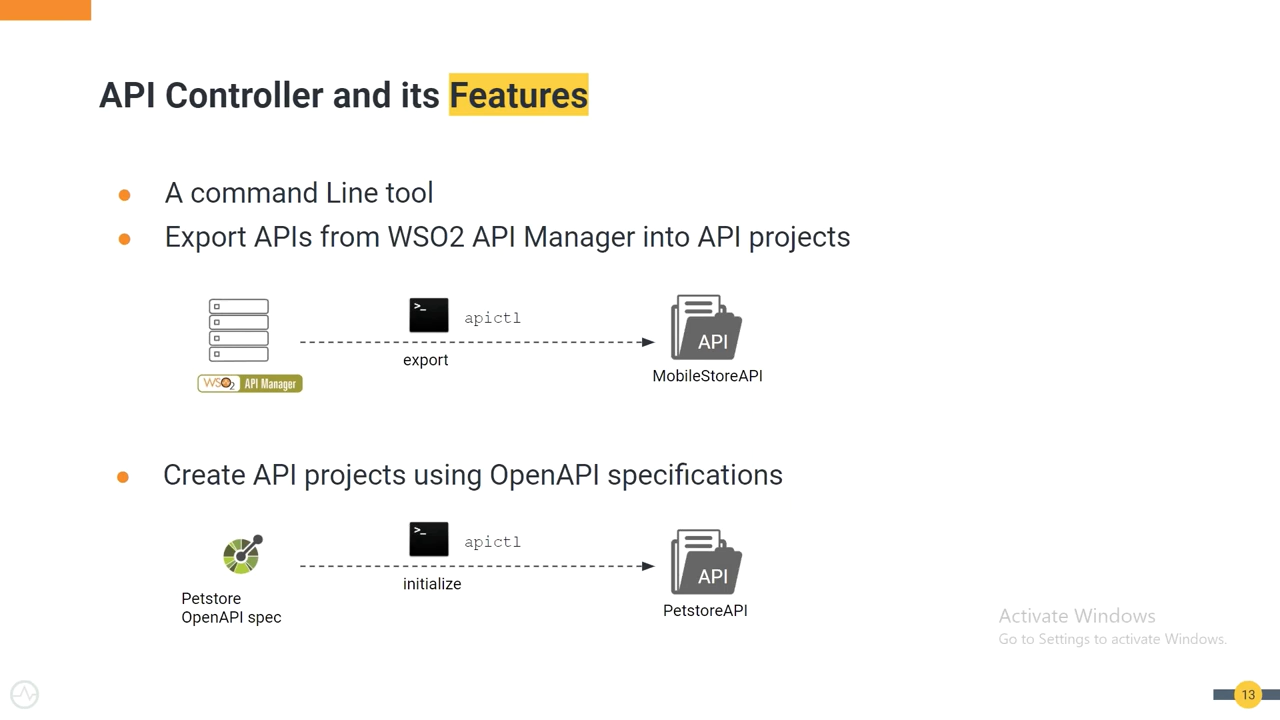 API Controller and its Features
A command Line tool
Export APIs from WSO2 API Manager into API projects
>_
apictl
API
export
MobileStoreAPI
WSO2 API Manager
Create API projects using OpenAPI specifications
>_
apictl
API
initialize
Petstore
OpenAPI spec
PetstoreAPI
Activate Windows
Go to Settings to activate Windows.
13